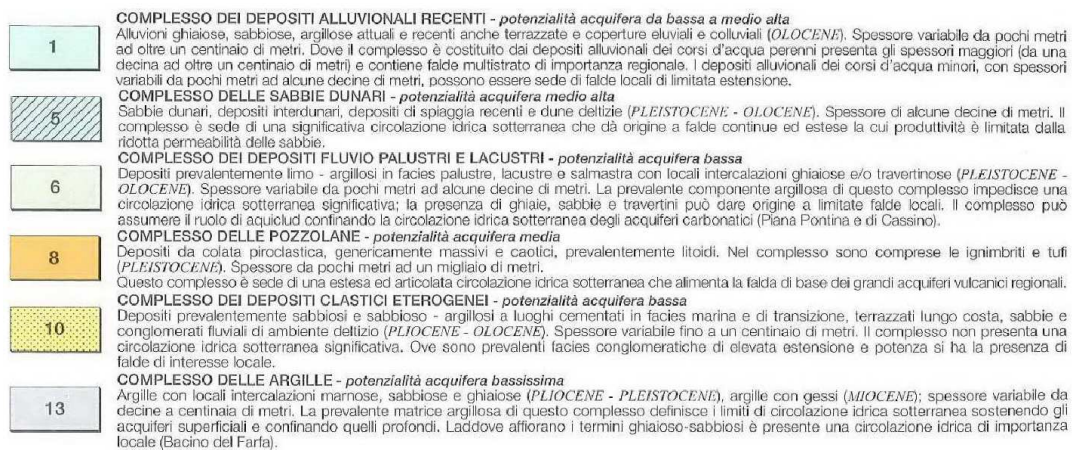 COMPLESSO DEI DEPOSITI ALLUVIONALI RECENTI - potenzialità acquifera da bassa a medio alta
1
Alluvioni ghiaiose, sabbiose, argillose attuali e recenti anche terrazzate e coperture eluviali e colluviali (OLOCENE). Spessore variabile da pochi metri
ad oltre un centinaio di metri. Dove il complesso è costituito dai depositi alluvionali dei corsi d'acqua perenni presenta gli spessori maggiori (da una
decina ad oltre un centinaio di metri) e contiene falde multistrato di importanza regionale. I depositi alluvionali dei corsi d'acqua minori, con spessori
variabili da pochi metri ad alcune decine di metri, possono essere sede di falde locali di limitata estensione.
COMPLESSO DELLE SABBIE DUNARI - potenzialità acquifera medio alta
5
Sabbie dunari, depositi interdunari, depositi di spiaggia recenti e dune deltizie (PLEISTOCENE - OLOCENE). Spessore di alcune decine di metri. Il
complesso è sede di una significativa circolazione idrica sotterranea che dà origine a falde continue ed estese la cui produttività è limitata dalla
ridotta permeabilità delle sabbie.
COMPLESSO DEI DEPOSITI FLUVIO PALUSTRI E LACUSTRI - potenzialità acquifera bassa
6
Depositi prevalentemente limo - argillosi in facies palustre, lacustre e salmastra con locali intercalazioni ghiaiose e/o travertinose (PLEISTOCENE -
OLOCENE). Spessore variabile da pochi metri ad alcune decine di metri. La prevalente componente argillosa di questo complesso impedisce una
circolazione idrica sotterranea significativa; la presenza di ghiaie, sabbie e travertini può dare origine a limitate falde locali. Il complesso può
assumere il ruolo di aquiclud confinando la circolazione idrica sotterranea degli acquiferi carbonatici (Piana Pontina e di Cassino).
COMPLESSO DELLE POZZOLANE - potenzialità acquifera media
8
Depositi da colata piroclastica, genericamente massivi e caotici, prevalentemente litoidi. Nel complesso sono comprese le ignimbriti e tufi
(PLEISTOCENE). Spessore da pochi metri ad un migliaio di metri.
Questo complesso è sede di una estesa ed articolata circolazione idrica sotterranea che alimenta la falda di base dei grandi acquiferi vulcanici regionali.
COMPLESSO DEI DEPOSITI CLASTICI ETEROGENEI - potenzialità acquifera bassa
10
Depositi prevalentemente sabbiosi e sabbioso - argillosi a luoghi cementati in facies marina e di transizione, terrazzati lungo costa, sabbie e
conglomerati fluviali di ambiente deltizio (PLIOCENE - OLOCENE). Spessore variabile fino a un centinaio di metri. Il complesso non presenta una
circolazione idrica sotterranea significativa. Ove sono prevalenti facies conglomeratiche di elevata estensione e potenza si ha la presenza di
falde di interesse locale.
COMPLESSO DELLE ARGILLE - potenzialità acquifera bassissima
13
Argille con locali intercalazioni marnose, sabbiose e ghiaiose (PLIOCENE - PLEISTOCENE), argille con gessi (MIOCENE); spessore variabile da
decine a centinaia di metri. La prevalente matrice argillosa di questo complesso definisce i limiti di circolazione idrica sotterranea sostenendo gli
acquiferi superficiali e confinando quelli profondi. Laddove affiorano i termini ghiaioso-sabbiosi è presente una circolazione idrica di importanza
locale (Bacino del Farfa).